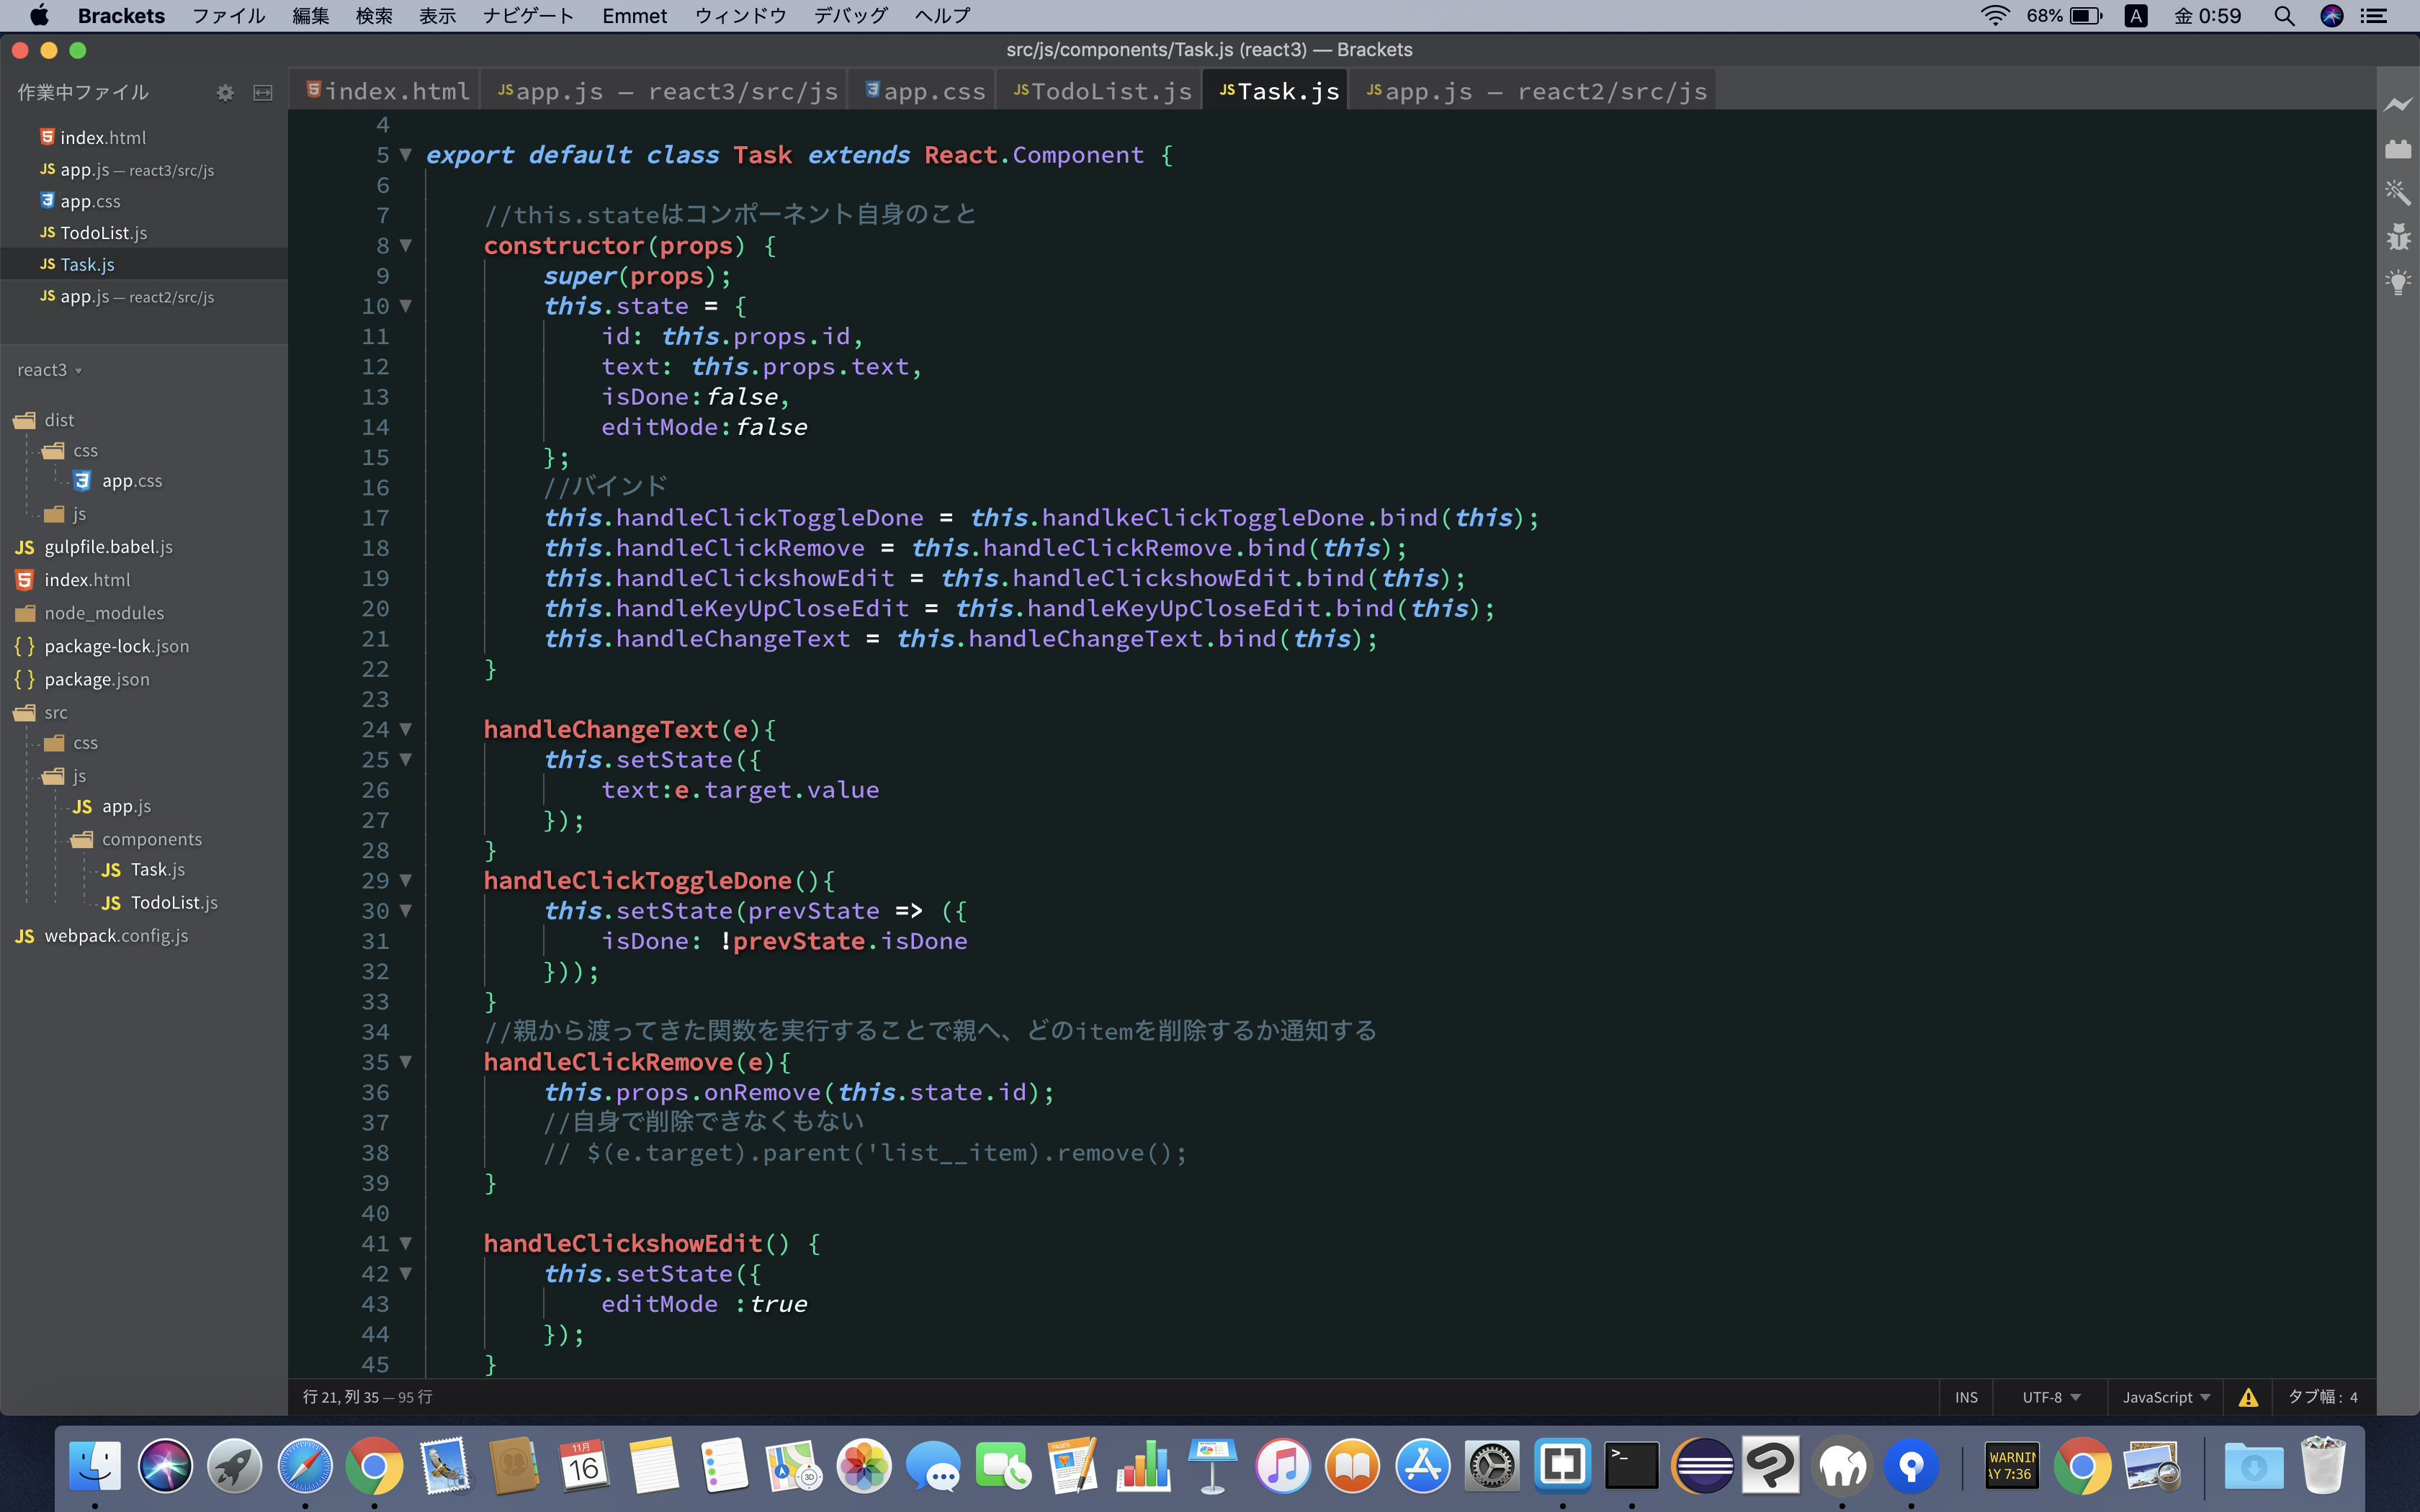 Brackets ファイル 編集 検索 表示 ナビゲート Emmet ウィンドウ デバッグ ヘルプ 68% A 金 0:59
src/js/components/Task.js (react3) — Brackets
作業中ファイル
index.html
app.js — react3/src/js
app.css
TodoList.js
Task.js
app.js — react2/src/js
react3
dist
css
app.css
js
gulpfile.babel.js
index.html
node_modules
package-lock.json
package.json
src
css
js
app.js
components
Task.js
TodoList.js
webpack.config.js
index.html app.js — react3/src/js app.css TodoList.js Task.js app.js — react2/src/js
4
5 export default class Task extends React.Component {
6
7 //this.stateはコンポーネント自身のこと
8 constructor(props) {
9 super(props);
10 this.state = {
11 id: this.props.id,
12 text: this.props.text,
13 isDone:false,
14 editMode:false
15 };
16 //バインド
17 this.handleClickToggleDone = this.handlkeClickToggleDone.bind(this);
18 this.handleClickRemove = this.handleClickRemove.bind(this);
19 this.handleClickshowEdit = this.handleClickshowEdit.bind(this);
20 this.handleKeyUpCloseEdit = this.handleKeyUpCloseEdit.bind(this);
21 this.handleChangeText = this.handleChangeText.bind(this);
22 }
23
24 handleChangeText(e){
25 this.setState({
26 text:e.target.value
27 });
28 }
29 handleClickToggleDone(){
30 this.setState(prevState => ({
31 isDone: !prevState.isDone
32 }));
33 }
34 //親から渡ってきた関数を実行することで親へ、どのitemを削除するか通知する
35 handleClickRemove(e){
36 this.props.onRemove(this.state.id);
37 //自身で削除できなくもない
38 // $(e.target).parent('list__item).remove();
39 }
40
41 handleClickshowEdit() {
42 this.setState({
43 editMode :true
44 });
45 }
行 21, 列 35 — 95 行 INS UTF-8 JavaScript タブ幅: 4
11月
16
PAGES
3D
WARNIN
AY 7:36